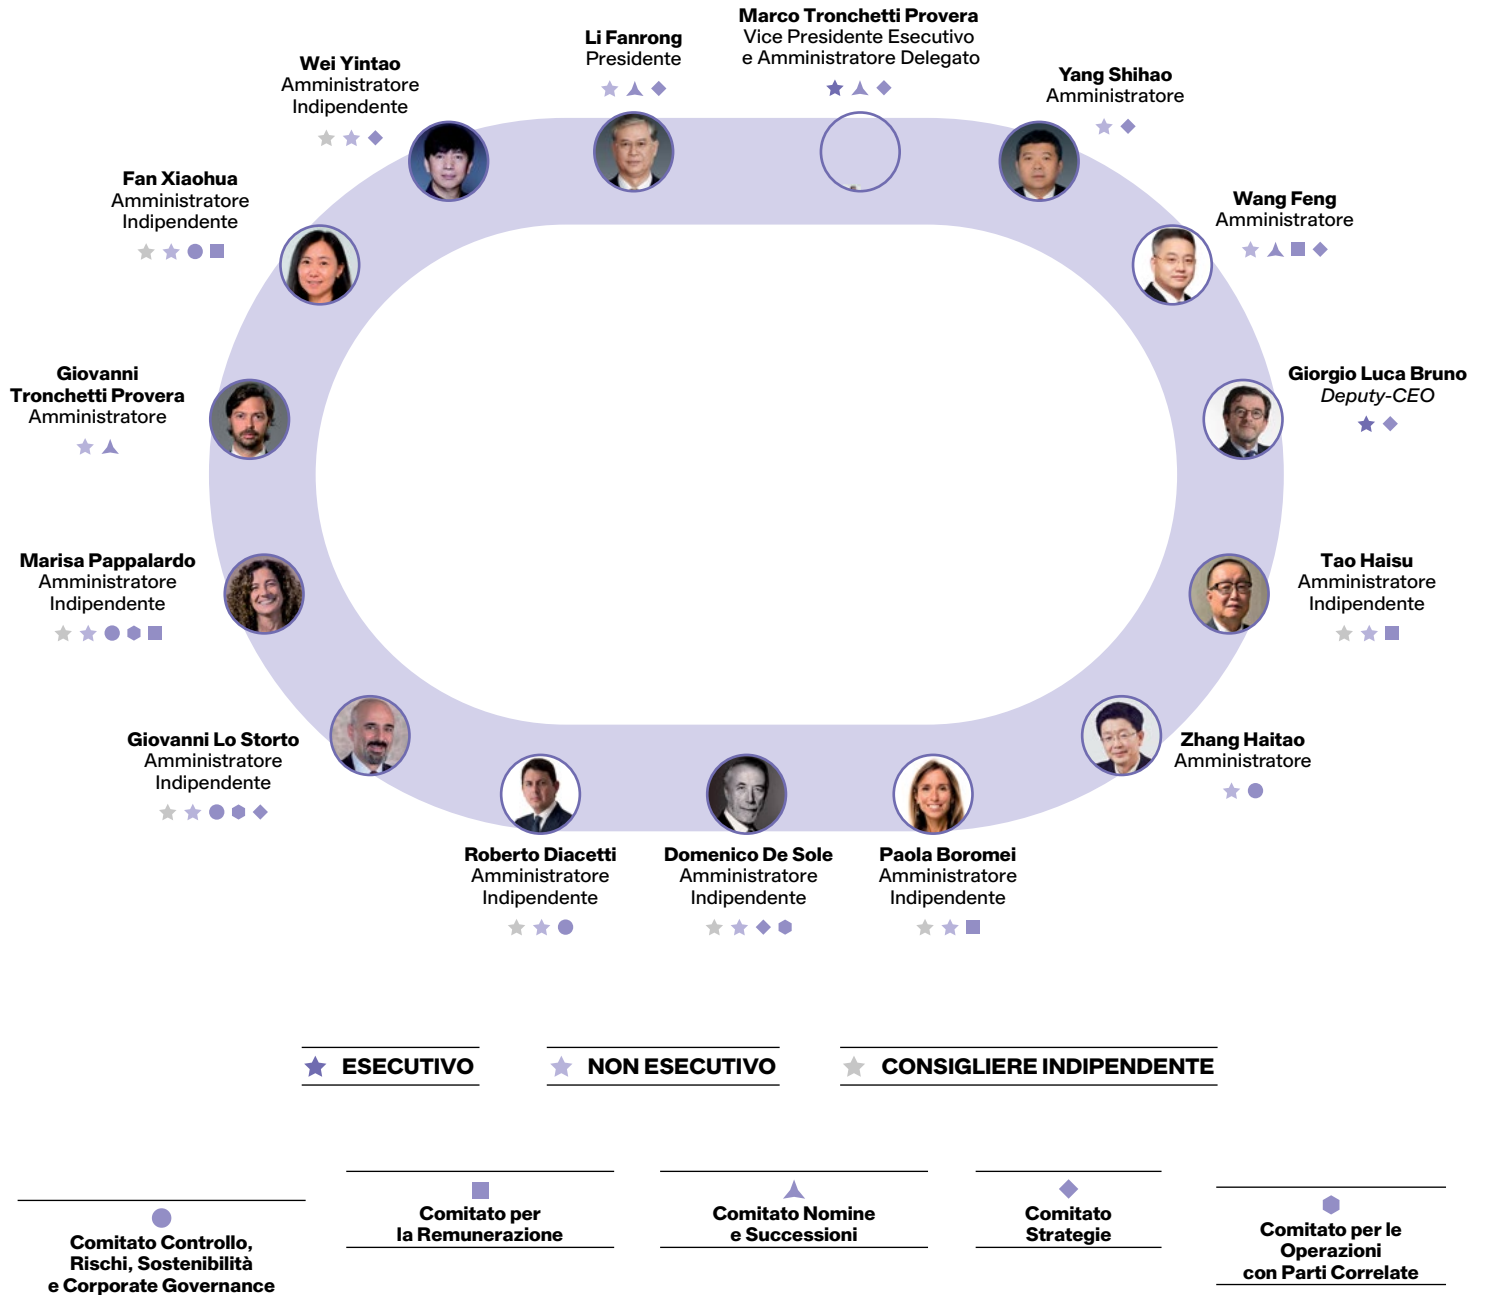 Marco Tronchetti Provera
Vice Presidente Esecutivo
e Amministratore Delegato
Li Fanrong
Presidente
Wei Yintao
Amministratore
Indipendente
Yang Shihao
Amministratore
Fan Xiaohua
Amministratore
Indipendente
Wang Feng
Amministratore
Giovanni
Tronchetti Provera
Amministratore
Giorgio Luca Bruno
Deputy-CEO
Marisa Pappalardo
Amministratore
Indipendente
Tao Haisu
Amministratore
Indipendente
Giovanni Lo Storto
Amministratore
Indipendente
Zhang Haitao
Amministratore
Roberto Diacetti
Amministratore
Indipendente
Domenico De Sole
Amministratore
Indipendente
Paola Boromei
Amministratore
Indipendente
ESECUTIVO
NON ESECUTIVO
CONSIGLIERE INDIPENDENTE
Comitato Controllo,
Rischi, Sostenibilità
e Corporate Governance
Comitato per
la Remunerazione
Comitato Nomine
e Successioni
Comitato
Strategie
Comitato per le
Operazioni
con Parti Correlate